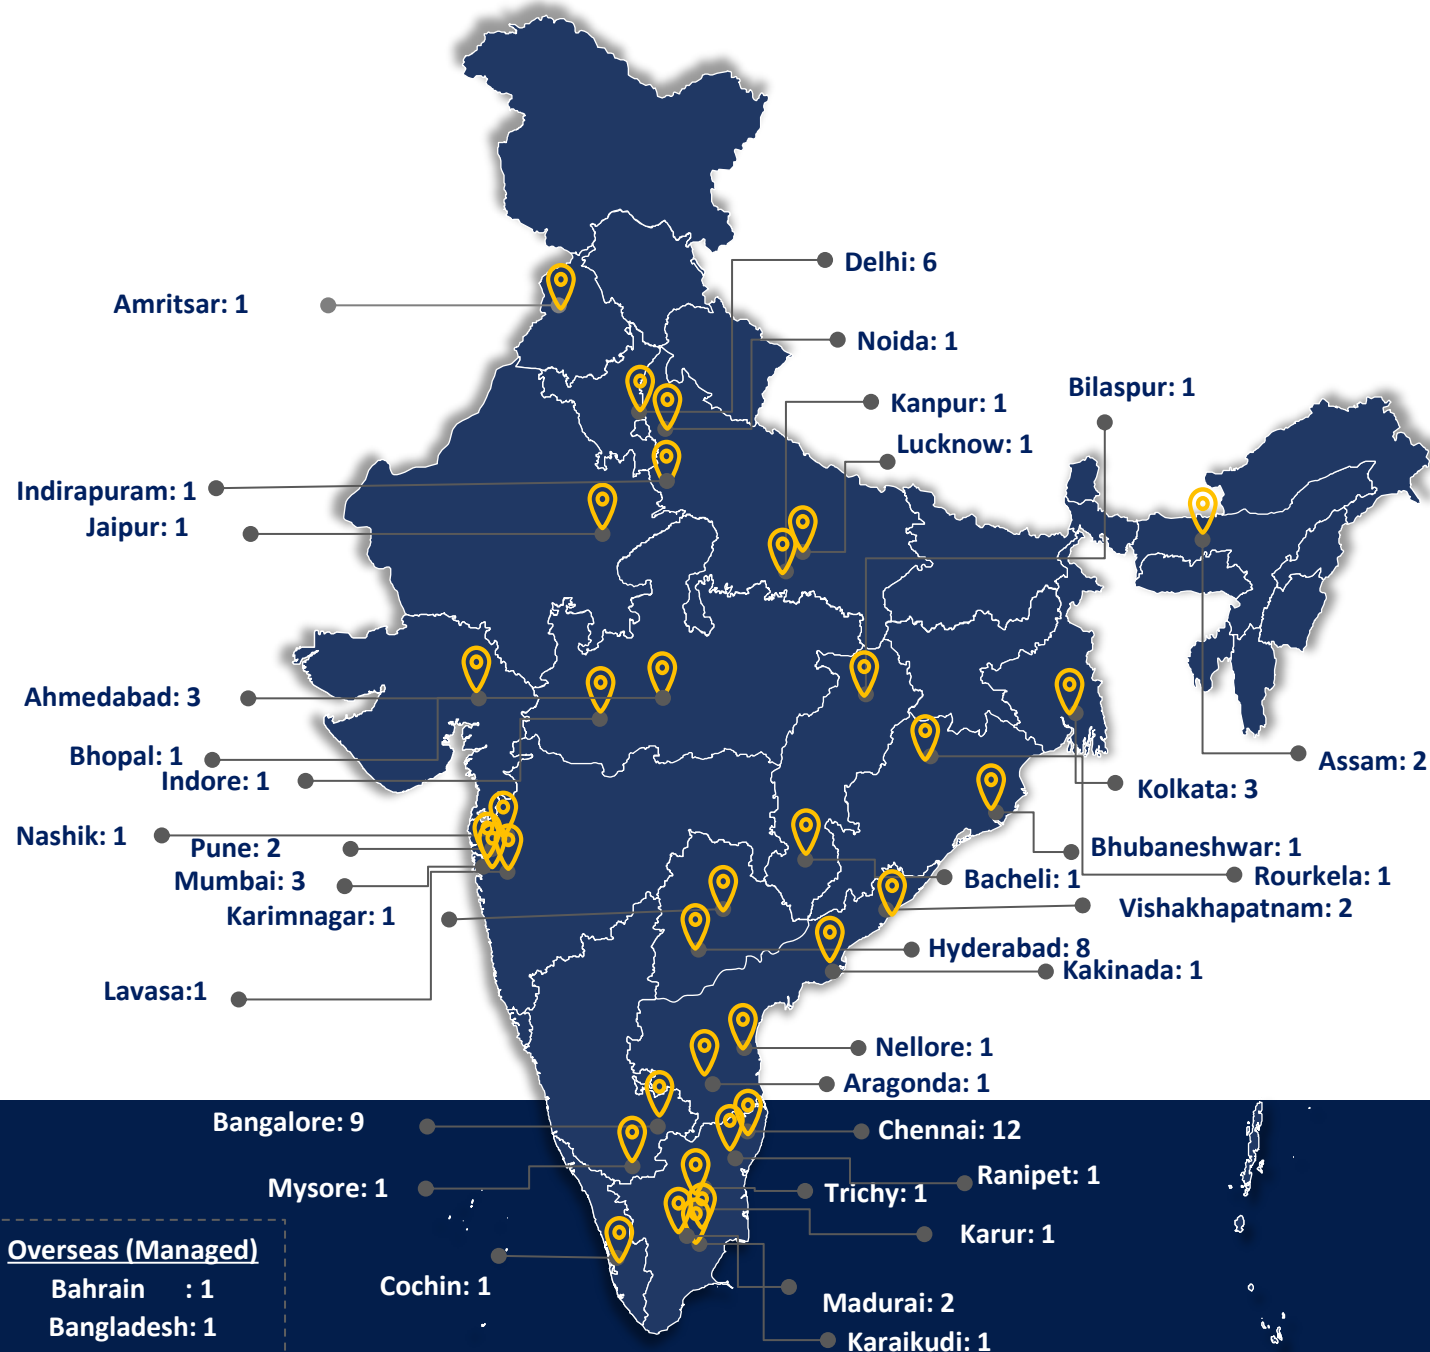 Delhi: 6
Amritsar: 1
Noida: 1
Bilaspur: 1
Kanpur: 1
Lucknow: 1
Indirapuram: 1
Jaipur: 1
Ahmedabad: 3
Bhopal: 1
Assam: 2
Indore: 1
Kolkata: 3
Nashik: 1
Pune: 2
Bhubaneshwar: 1
Mumbai: 3
Bacheli: 1
Rourkela: 1
Karimnagar: 1
Vishakhapatnam: 2
Hyderabad: 8
Kakinada: 1
Lavasa:1
Nellore: 1
Aragonda: 1
Bangalore: 9
Chennai: 12
Ranipet: 1
Mysore: 1
Trichy: 1
Karur: 1
Overseas (Managed)
Bahrain : 1
Cochin: 1
Madurai: 2
Bangladesh: 1
Karaikudi: 1